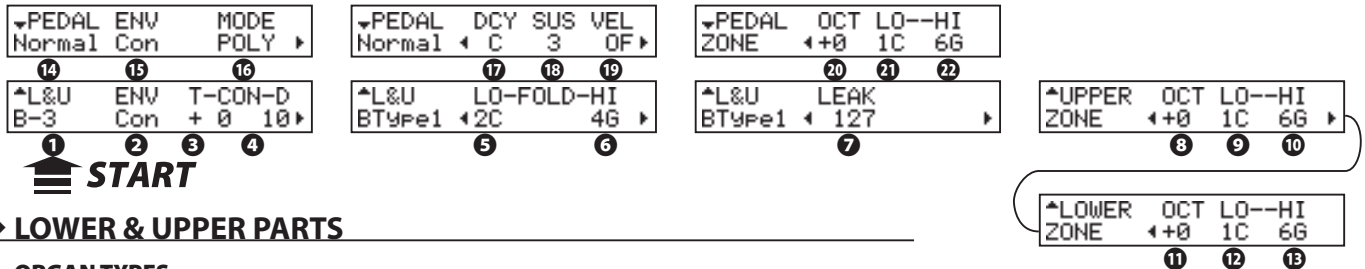 PEDAL ENV MODE
Normal Con POLY
⓮ ⓯ ⓰
PEDAL DCY SUS VEL
Normal C 3 OF
⓱ ⓲ ⓳
PEDAL OCT LO--HI
ZONE +0 1C 6G
⓴ ㉑ ㉒
L&U ENV T-CON-D
B-3 Con + 0 10
❶ ❷ ❸ ❹
START
L&U LO-FOLD-HI
BType1 2C 4G
❺ ❻
L&U LEAK
BType1 127
❼
UPPER OCT LO--HI
ZONE +0 1C 6G
❽ ❾ ❿
LOWER OCT LO--HI
ZONE +0 1C 6G
⓫ ⓬ ⓭
LOWER & UPPER PARTS
ORGAN TYPES